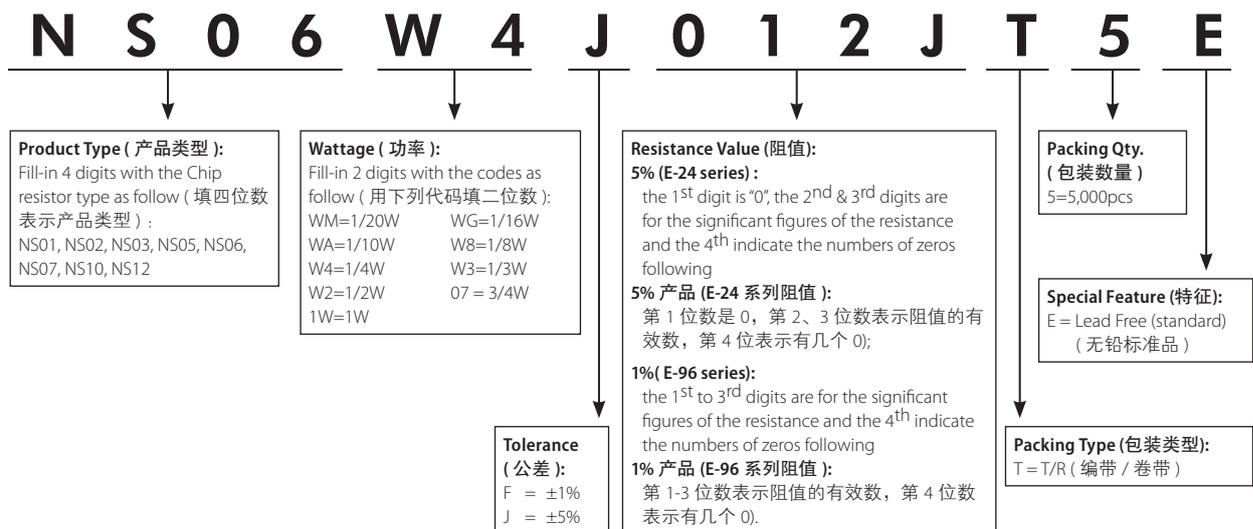 N S 0 6 W 4 J 0 1 2 J T 5 E
Product Type ( 产品类型 ):
Fill-in 4 digits with the Chip
resistor type as follow ( 填四位数
表示产品类型 ) :
NS01, NS02, NS03, NS05, NS06,
NS07, NS10, NS12
Wattage ( 功率 ):
Fill-in 2 digits with the codes as
follow ( 用下列代码填二位数 ):
WM=1/20W WG=1/16W
WA=1/10W W8=1/8W
W4=1/4W W3=1/3W
W2=1/2W 07 = 3/4W
1W=1W
Tolerance
( 公差 ):
F = ±1%
J = ±5%
Resistance Value (阻值):
5% (E-24 series) :
the 1st digit is “0”, the 2nd & 3rd digits are
for the significant figures of the resistance
and the 4th indicate the numbers of zeros
following
5% 产品 (E-24 系列阻值 ):
第 1 位数是 0，第 2、3 位数表示阻值的有
效数，第 4 位表示有几个 0);
1%( E-96 series):
the 1st to 3rd digits are for the significant
figures of the resistance and the 4th indicate
the numbers of zeros following
1% 产品 (E-96 系列阻值 ):
第 1-3 位数表示阻值的有效数，第 4 位数
表示有几个 0).
Packing Qty.
( 包装数量 )
5=5,000pcs
Special Feature (特征):
E = Lead Free (standard)
( 无铅标准品 )
Packing Type (包装类型):
T = T/R ( 编带 / 卷带 )